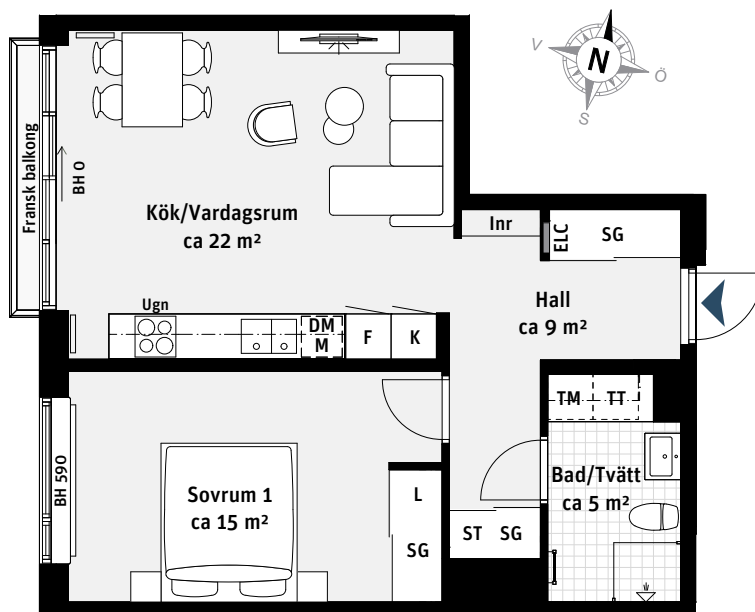 N
V
Ö
S
Fransk balkong
BH 0
Kök/Vardagsrum
ca 22 m²
Inr
ELC
SG
Hall
ca 9 m²
Ugn
DM
M
F
K
TM
TT
Bad/Tvätt
ca 5 m²
BH 590
Sovrum 1
ca 15 m²
L
SG
ST
SG